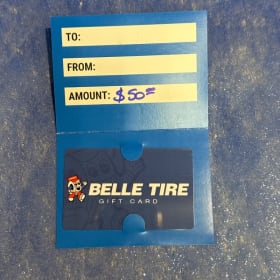 TO:
FROM:
AMOUNT: $50=
BELLE TIRE
GIFT CARD